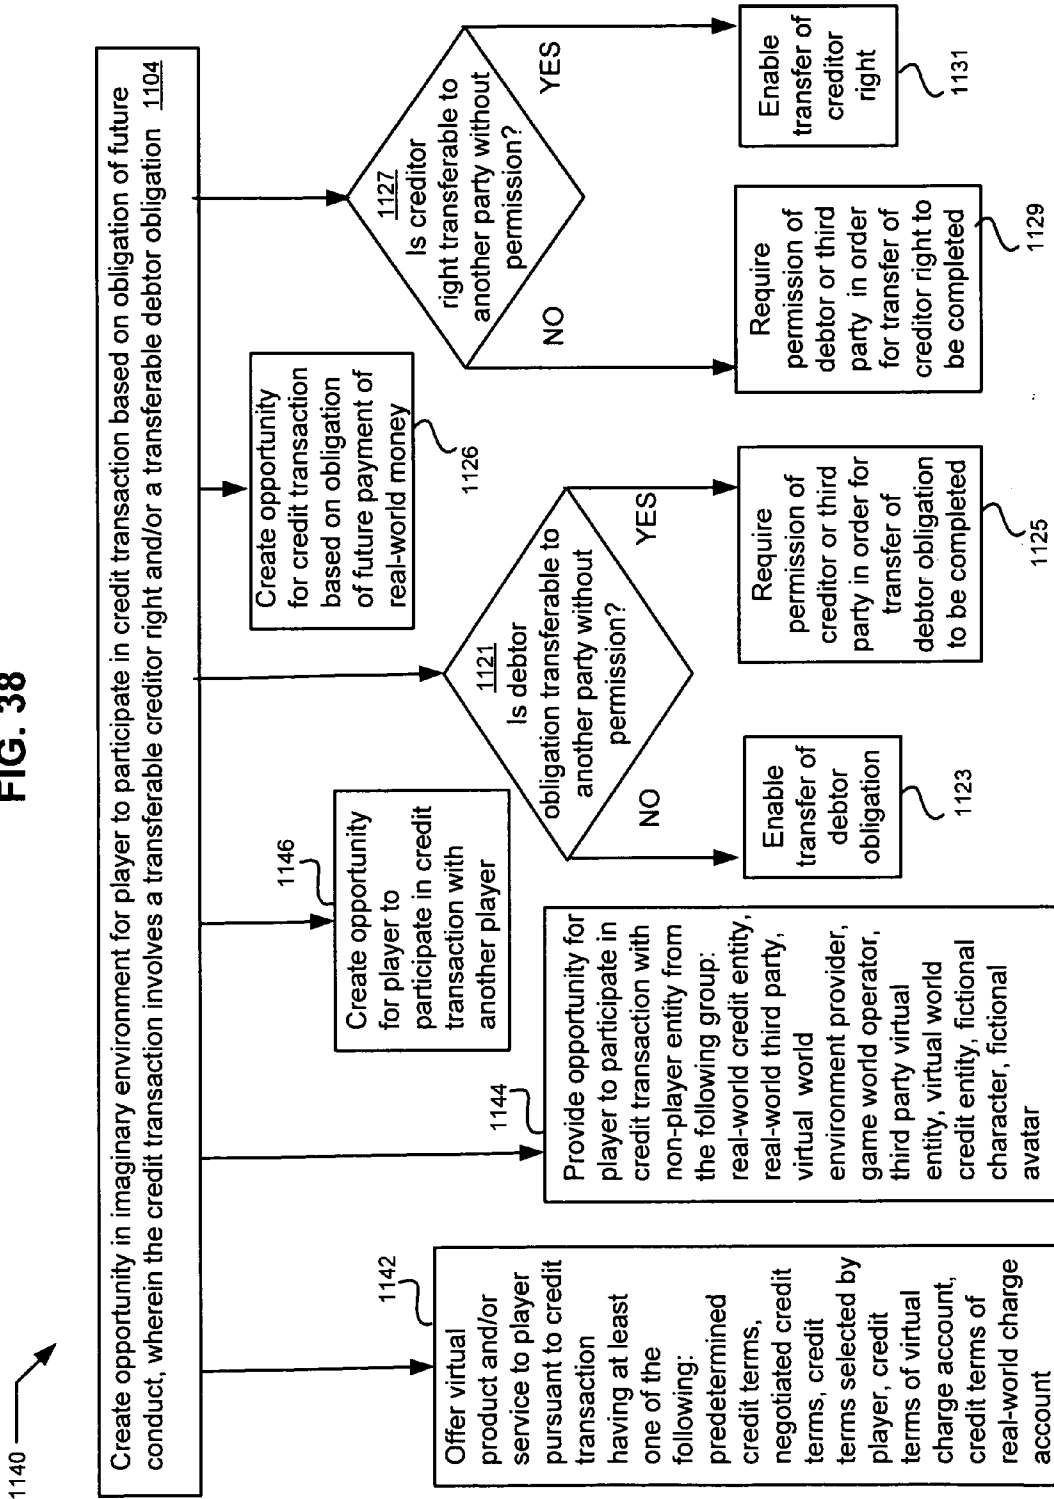 FIG. 38
1140
Create opportunity in imaginary environment for player to participate in credit transaction based on obligation of future
conduct, wherein the credit transaction involves a transferable creditor right and/or a transferable debtor obligation 1104
1142
Offer virtual
product and/or
service to player
pursuant to credit
transaction
having at least
one of the
following:
predetermined
credit terms,
negotiated credit
terms, credit
terms selected by
player, credit
terms of virtual
charge account,
credit terms of
real-world charge
account
1144
Provide opportunity for
player to participate in
credit transaction with
non-player entity from
the following group:
real-world credit entity,
real-world third party,
virtual world
environment provider,
game world operator,
third party virtual
entity, virtual world
credit entity, fictional
character, fictional
avatar
1146
Create opportunity
for player to
participate in credit
transaction with
another player
1121
Is debtor
obligation transferable to
another party without
permission?
NO
YES
Enable
transfer of
debtor
obligation
1123
Require
permission of
creditor or third
party in order for
transfer of
debtor obligation
to be completed
1125
Create opportunity
for credit transaction
based on obligation
of future payment of
real-world money
1126
1127
Is creditor
right transferable to
another party without
permission?
NO
YES
Require
permission of
debtor or third
party in order
for transfer of
creditor right to
be completed
1129
Enable
transfer of
creditor
right
1131